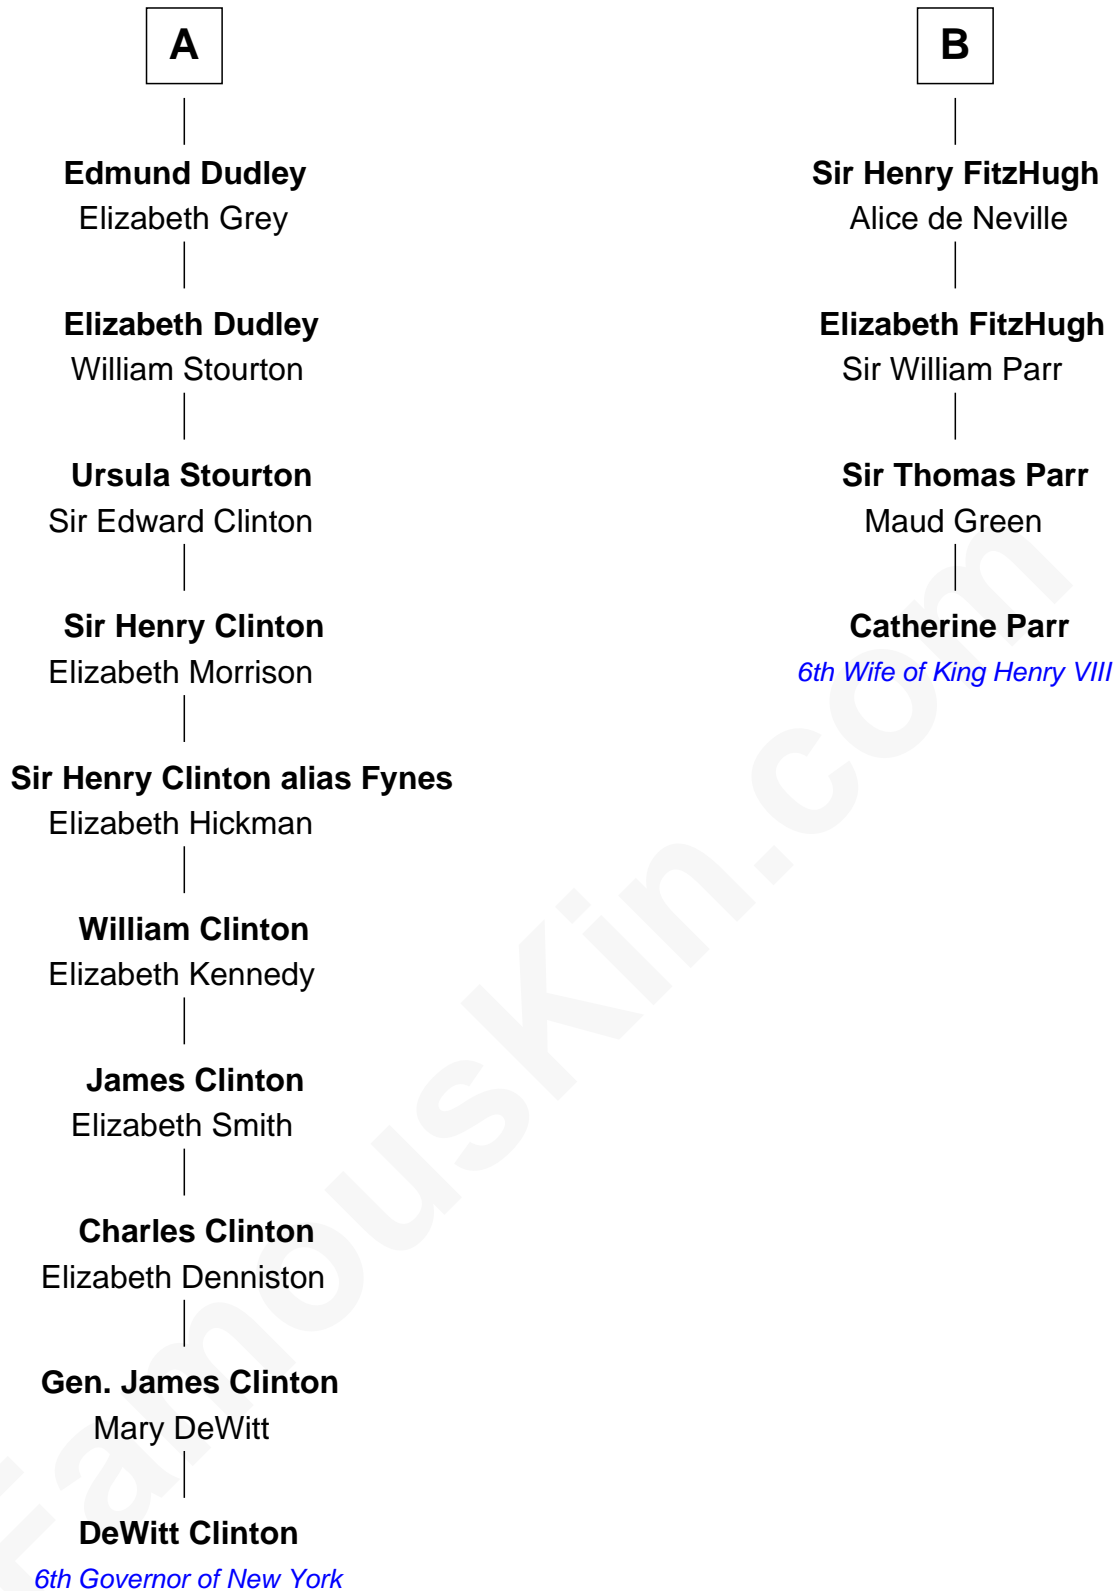 A
Edmund Dudley
Elizabeth Grey
Elizabeth Dudley
William Stourton
Ursula Stourton
Sir Edward Clinton
Sir Henry Clinton
Elizabeth Morrison
Sir Henry Clinton alias Fynes
Elizabeth Hickman
William Clinton
Elizabeth Kennedy
James Clinton
Elizabeth Smith
Charles Clinton
Elizabeth Denniston
Gen. James Clinton
Mary DeWitt
DeWitt Clinton
6th Governor of New York
B
Sir Henry FitzHugh
Alice de Neville
Elizabeth FitzHugh
Sir William Parr
Sir Thomas Parr
Maud Green
Catherine Parr
6th Wife of King Henry VIII
FamousKin.com